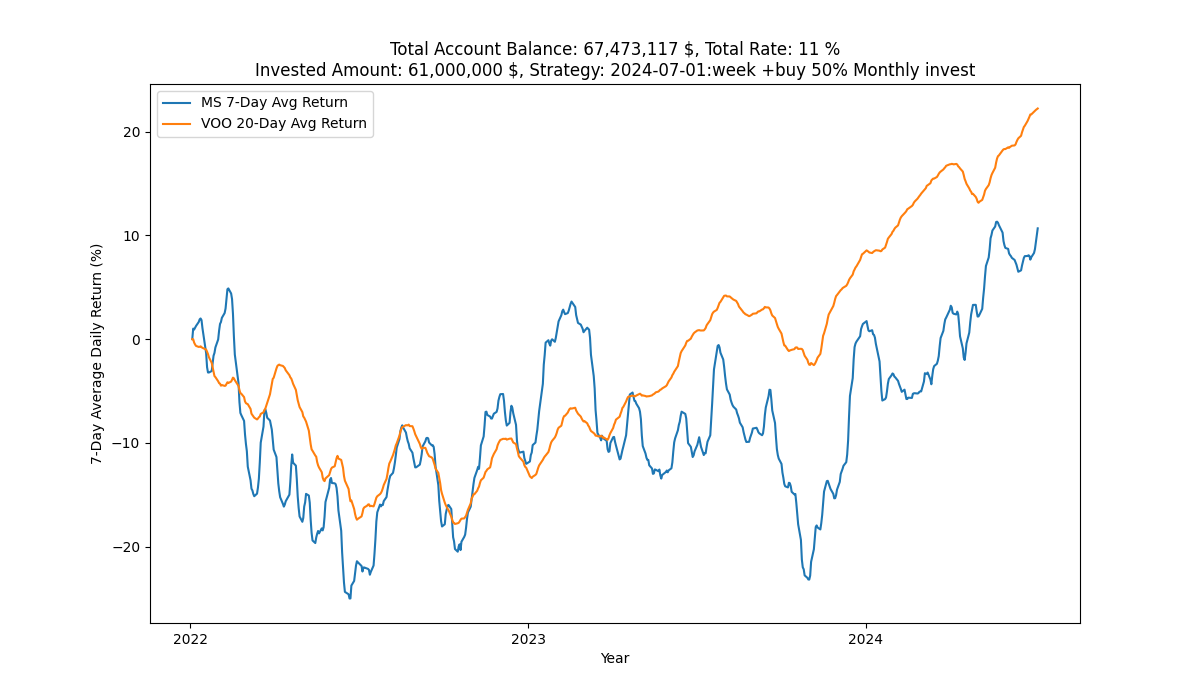 Total Account Balance: 67,473,117 $, Total Rate: 11 %
Invested Amount: 61,000,000 $, Strategy: 2024-07-01:week +buy 50% Monthly invest
MS 7-Day Avg Return
VOO 20-Day Avg Return
7-Day Average Daily Return (%)
20
10
0
−10
−20
2022
2023
2024
Year